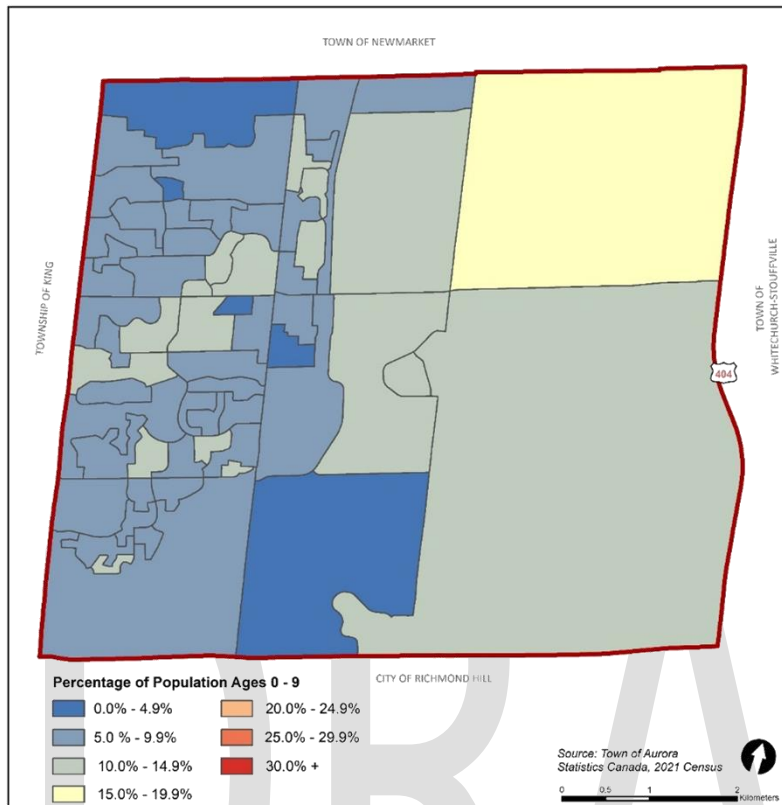 TOWN OF NEWMARKET
TOWNSHIP OF KING
TOWN OF
WHITECHURCH-STOUFFVILLE
404
CITY OF RICHMOND HILL
Percentage of Population Ages 0 - 9
0.0% - 4.9%
5.0 % - 9.9%
10.0% - 14.9%
15.0% - 19.9%
20.0% - 24.9%
25.0% - 29.9%
30.0% +
Source: Town of Aurora
Statistics Canada, 2021 Census
0 0.5 1 2
Kilometers